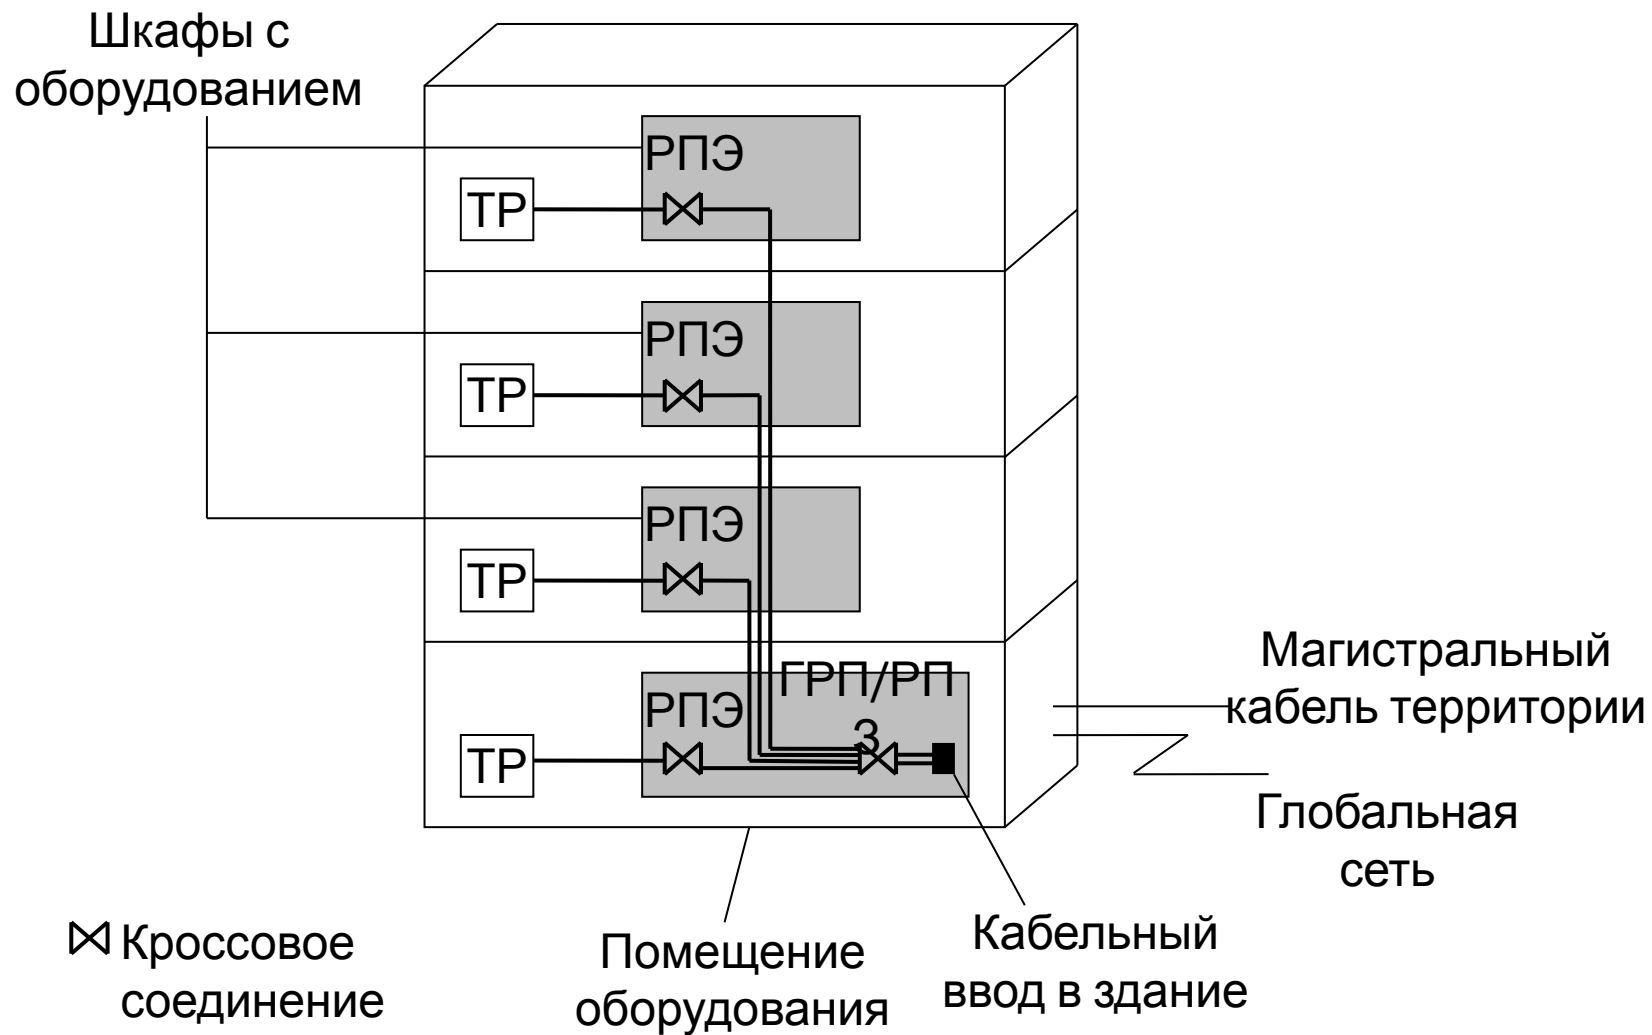 Шкафы с
оборудованием
РПЭ
ТР
РПЭ
ТР
РПЭ
ТР
ГРП/РП
З
РПЭ
ТР
Магистральный
кабель территории
Глобальная
сеть
Кроссовое
соединение
Помещение
оборудования
Кабельный
ввод в здание